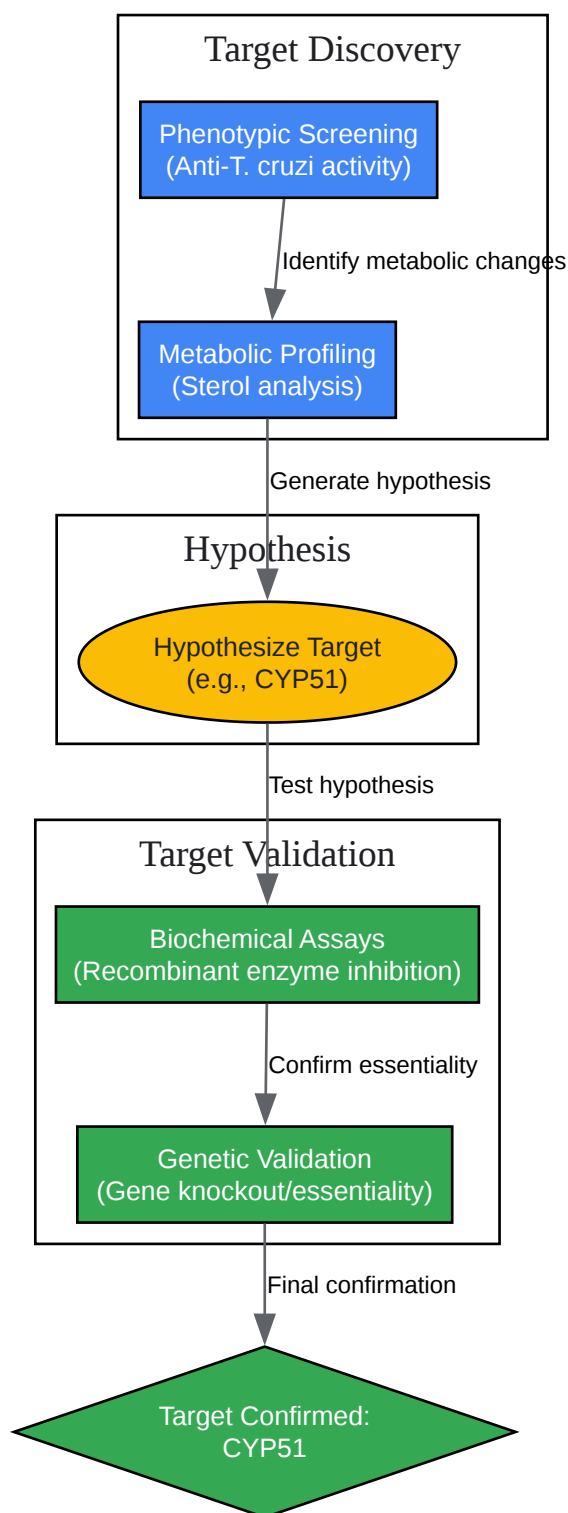 Target Discovery
Phenotypic Screening
(Anti-T. cruzi activity)
Identify metabolic changes
Metabolic Profiling
(Sterol analysis)
Generate hypothesis
Hypothesis
Hypothesize Target
(e.g., CYP51)
Test hypothesis
Target Validation
Biochemical Assays
(Recombinant enzyme inhibition)
Confirm essentiality
Genetic Validation
(Gene knockout/essentiality)
Final confirmation
Target Confirmed:
CYP51